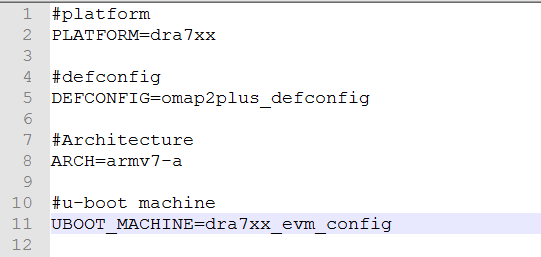 1 #platform
2 PLATFORM=dra7xx
3
4 #defconfig
5 DEFCONFIG=omap2plus_defconfig
6
7 #Architecture
8 ARCH=armv7-a
9
10 #u-boot machine
11 UBOOT_MACHINE=dra7xx_evm_config
12